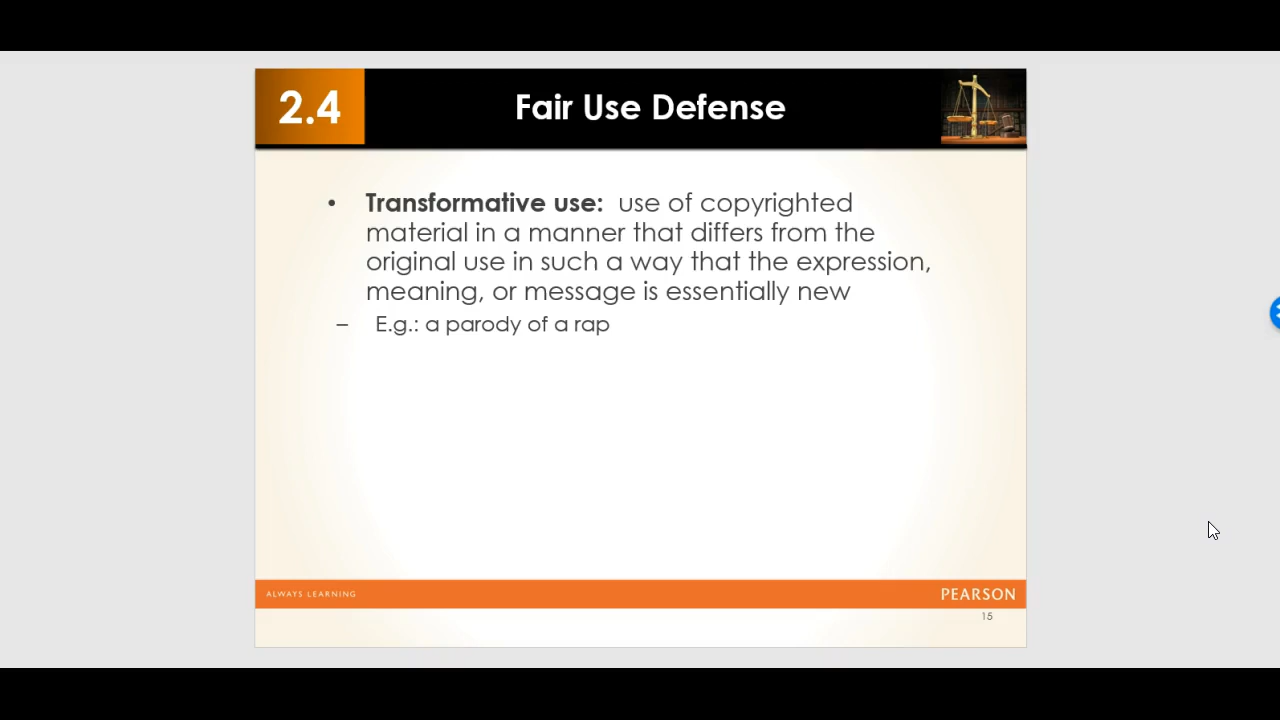 2.4
Fair Use Defense
• Transformative use: use of copyrighted
material in a manner that differs from the
original use in such a way that the expression,
meaning, or message is essentially new
– E.g.: a parody of a rap
ALWAYS LEARNING
PEARSON
15